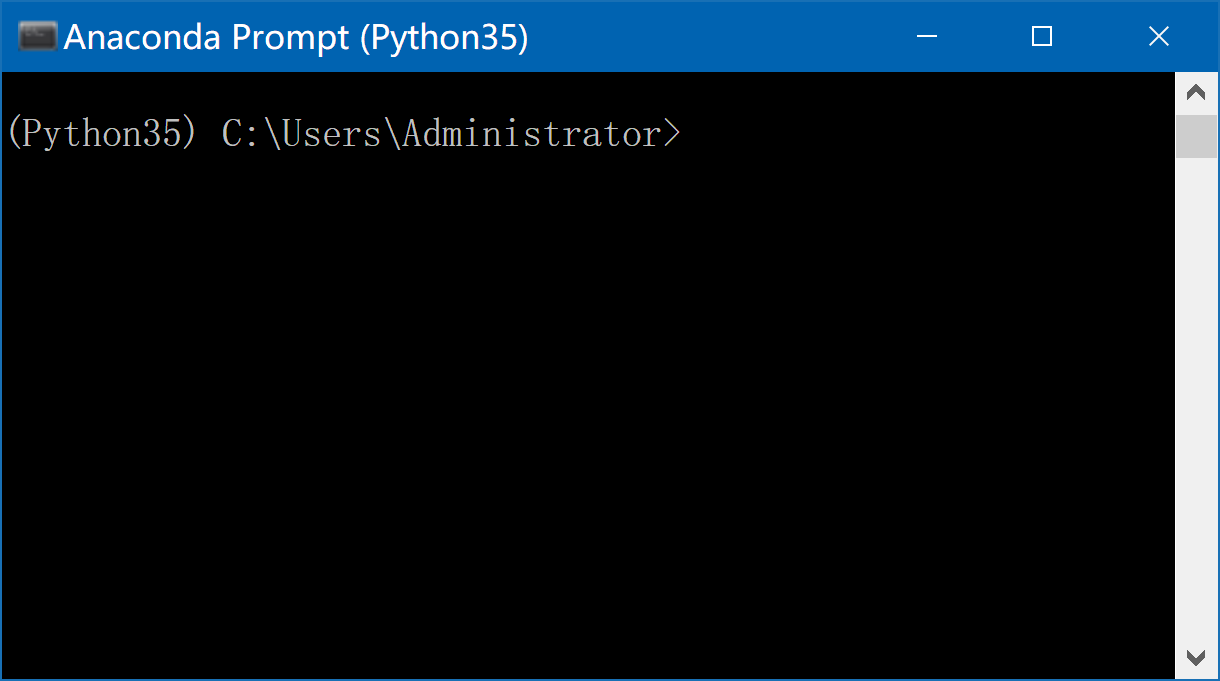 Anaconda Prompt (Python35)
(Python35) C:\Users\Administrator>